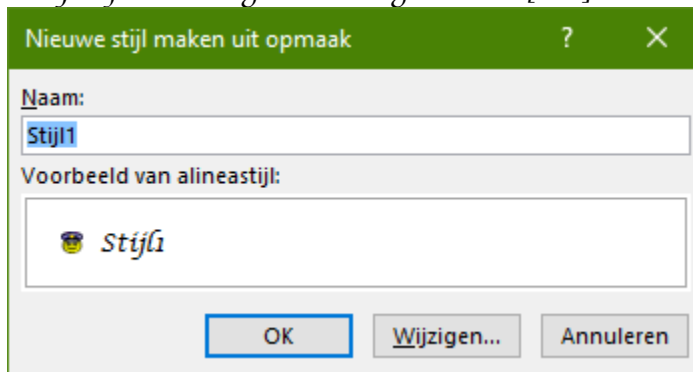 Nieuwe stijl maken uit opmaak ? ×
Naam:
Stijl1
Voorbeeld van alineastijl:
Stijl1
OK Wijzigen... Annuleren